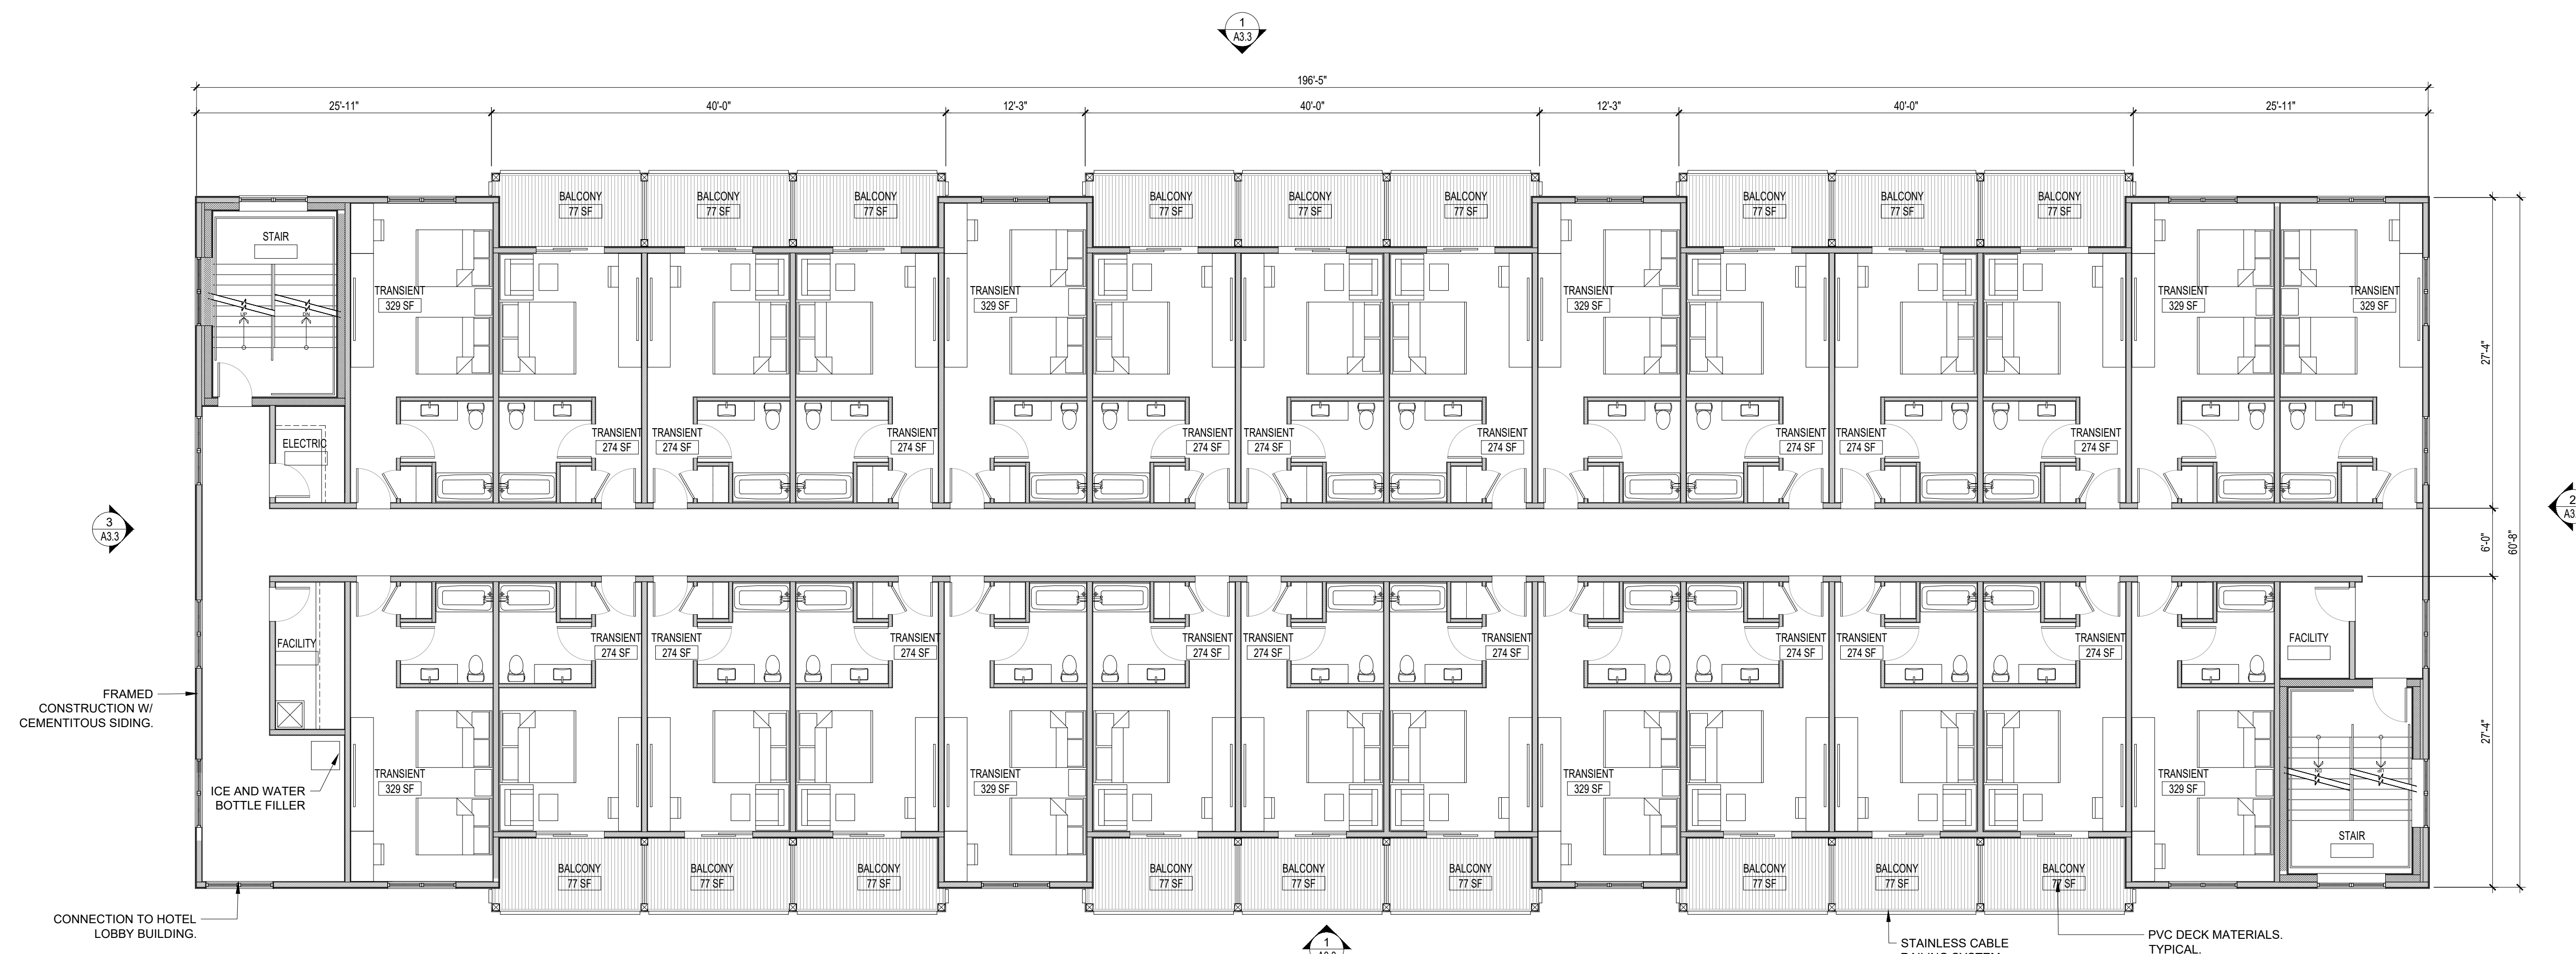 1
A3.3
196'-5"
25'-11"
40'-0"
12'-3"
40'-0"
12'-3"
40'-0"
25'-11"
BALCONY
77 SF
BALCONY
77 SF
BALCONY
77 SF
BALCONY
77 SF
BALCONY
77 SF
BALCONY
77 SF
BALCONY
77 SF
BALCONY
77 SF
BALCONY
77 SF
STAIR
UP
DN
TRANSIENT
329 SF
TRANSIENT
329 SF
TRANSIENT
329 SF
TRANSIENT
329 SF
TRANSIENT
329 SF
27'-4"
ELECTRIC
TRANSIENT
274 SF
TRANSIENT
274 SF
TRANSIENT
274 SF
TRANSIENT
274 SF
TRANSIENT
274 SF
TRANSIENT
274 SF
TRANSIENT
274 SF
TRANSIENT
274 SF
TRANSIENT
274 SF
3
A3.3
2
6'-0"
60'-8"
FACILITY
TRANSIENT
274 SF
TRANSIENT
274 SF
TRANSIENT
274 SF
TRANSIENT
274 SF
TRANSIENT
274 SF
TRANSIENT
274 SF
TRANSIENT
274 SF
TRANSIENT
274 SF
TRANSIENT
274 SF
FACILITY
FRAMED
CONSTRUCTION W/
CEMENTITOUS SIDING.
27'-4"
ICE AND WATER
BOTTLE FILLER
TRANSIENT
329 SF
TRANSIENT
329 SF
TRANSIENT
329 SF
TRANSIENT
329 SF
STAIR
BALCONY
77 SF
BALCONY
77 SF
BALCONY
77 SF
BALCONY
77 SF
BALCONY
77 SF
BALCONY
77 SF
BALCONY
77 SF
BALCONY
77 SF
BALCONY
77 SF
CONNECTION TO HOTEL
LOBBY BUILDING.
1
STAINLESS CABLE
PVC DECK MATERIALS.
TYPICAL.